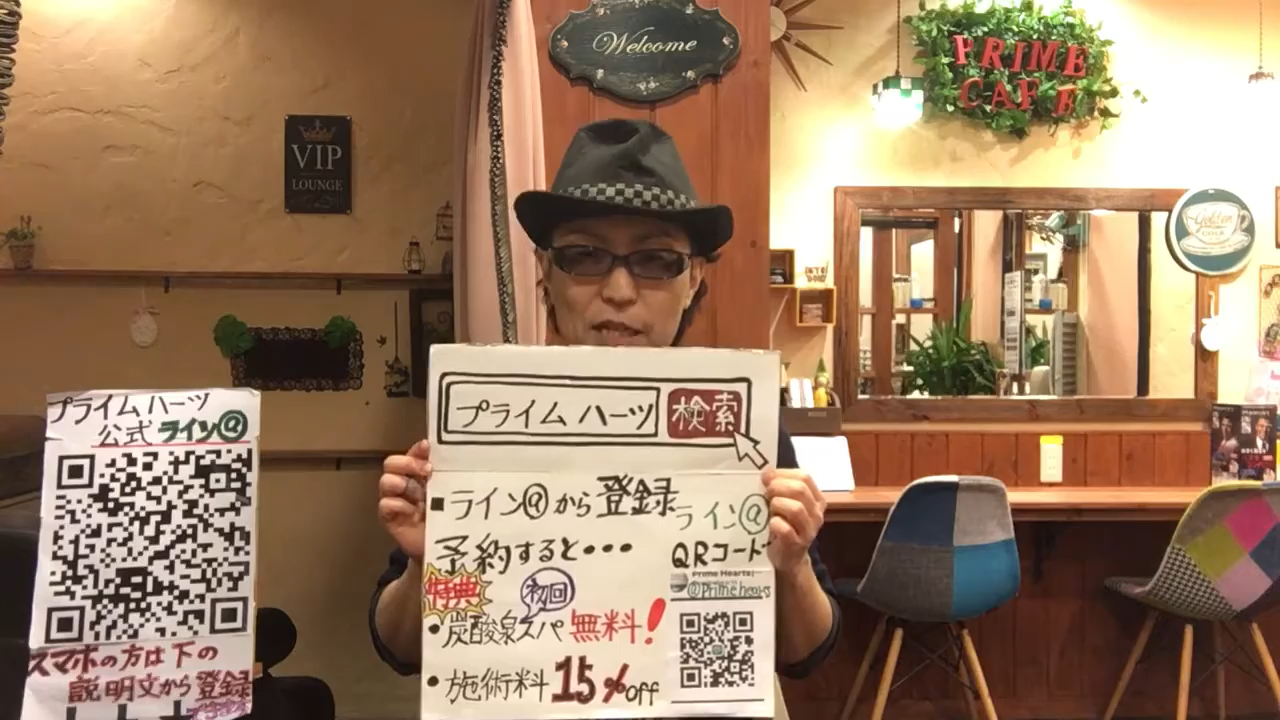 Welcome
PRIME
CAFE
VIP
LOUNGE
Golden
COLA
プライム ハーツ
公式 ライン@
スマホの方は下の
説明文から登録
プライム ハーツ 検索
■ライン@から登録
予約すると・・・
ライン@
QRコード
特典
初回
Prime Hearts
@Primehearts
・炭酸泉スパ 無料!
・施術料 15%off